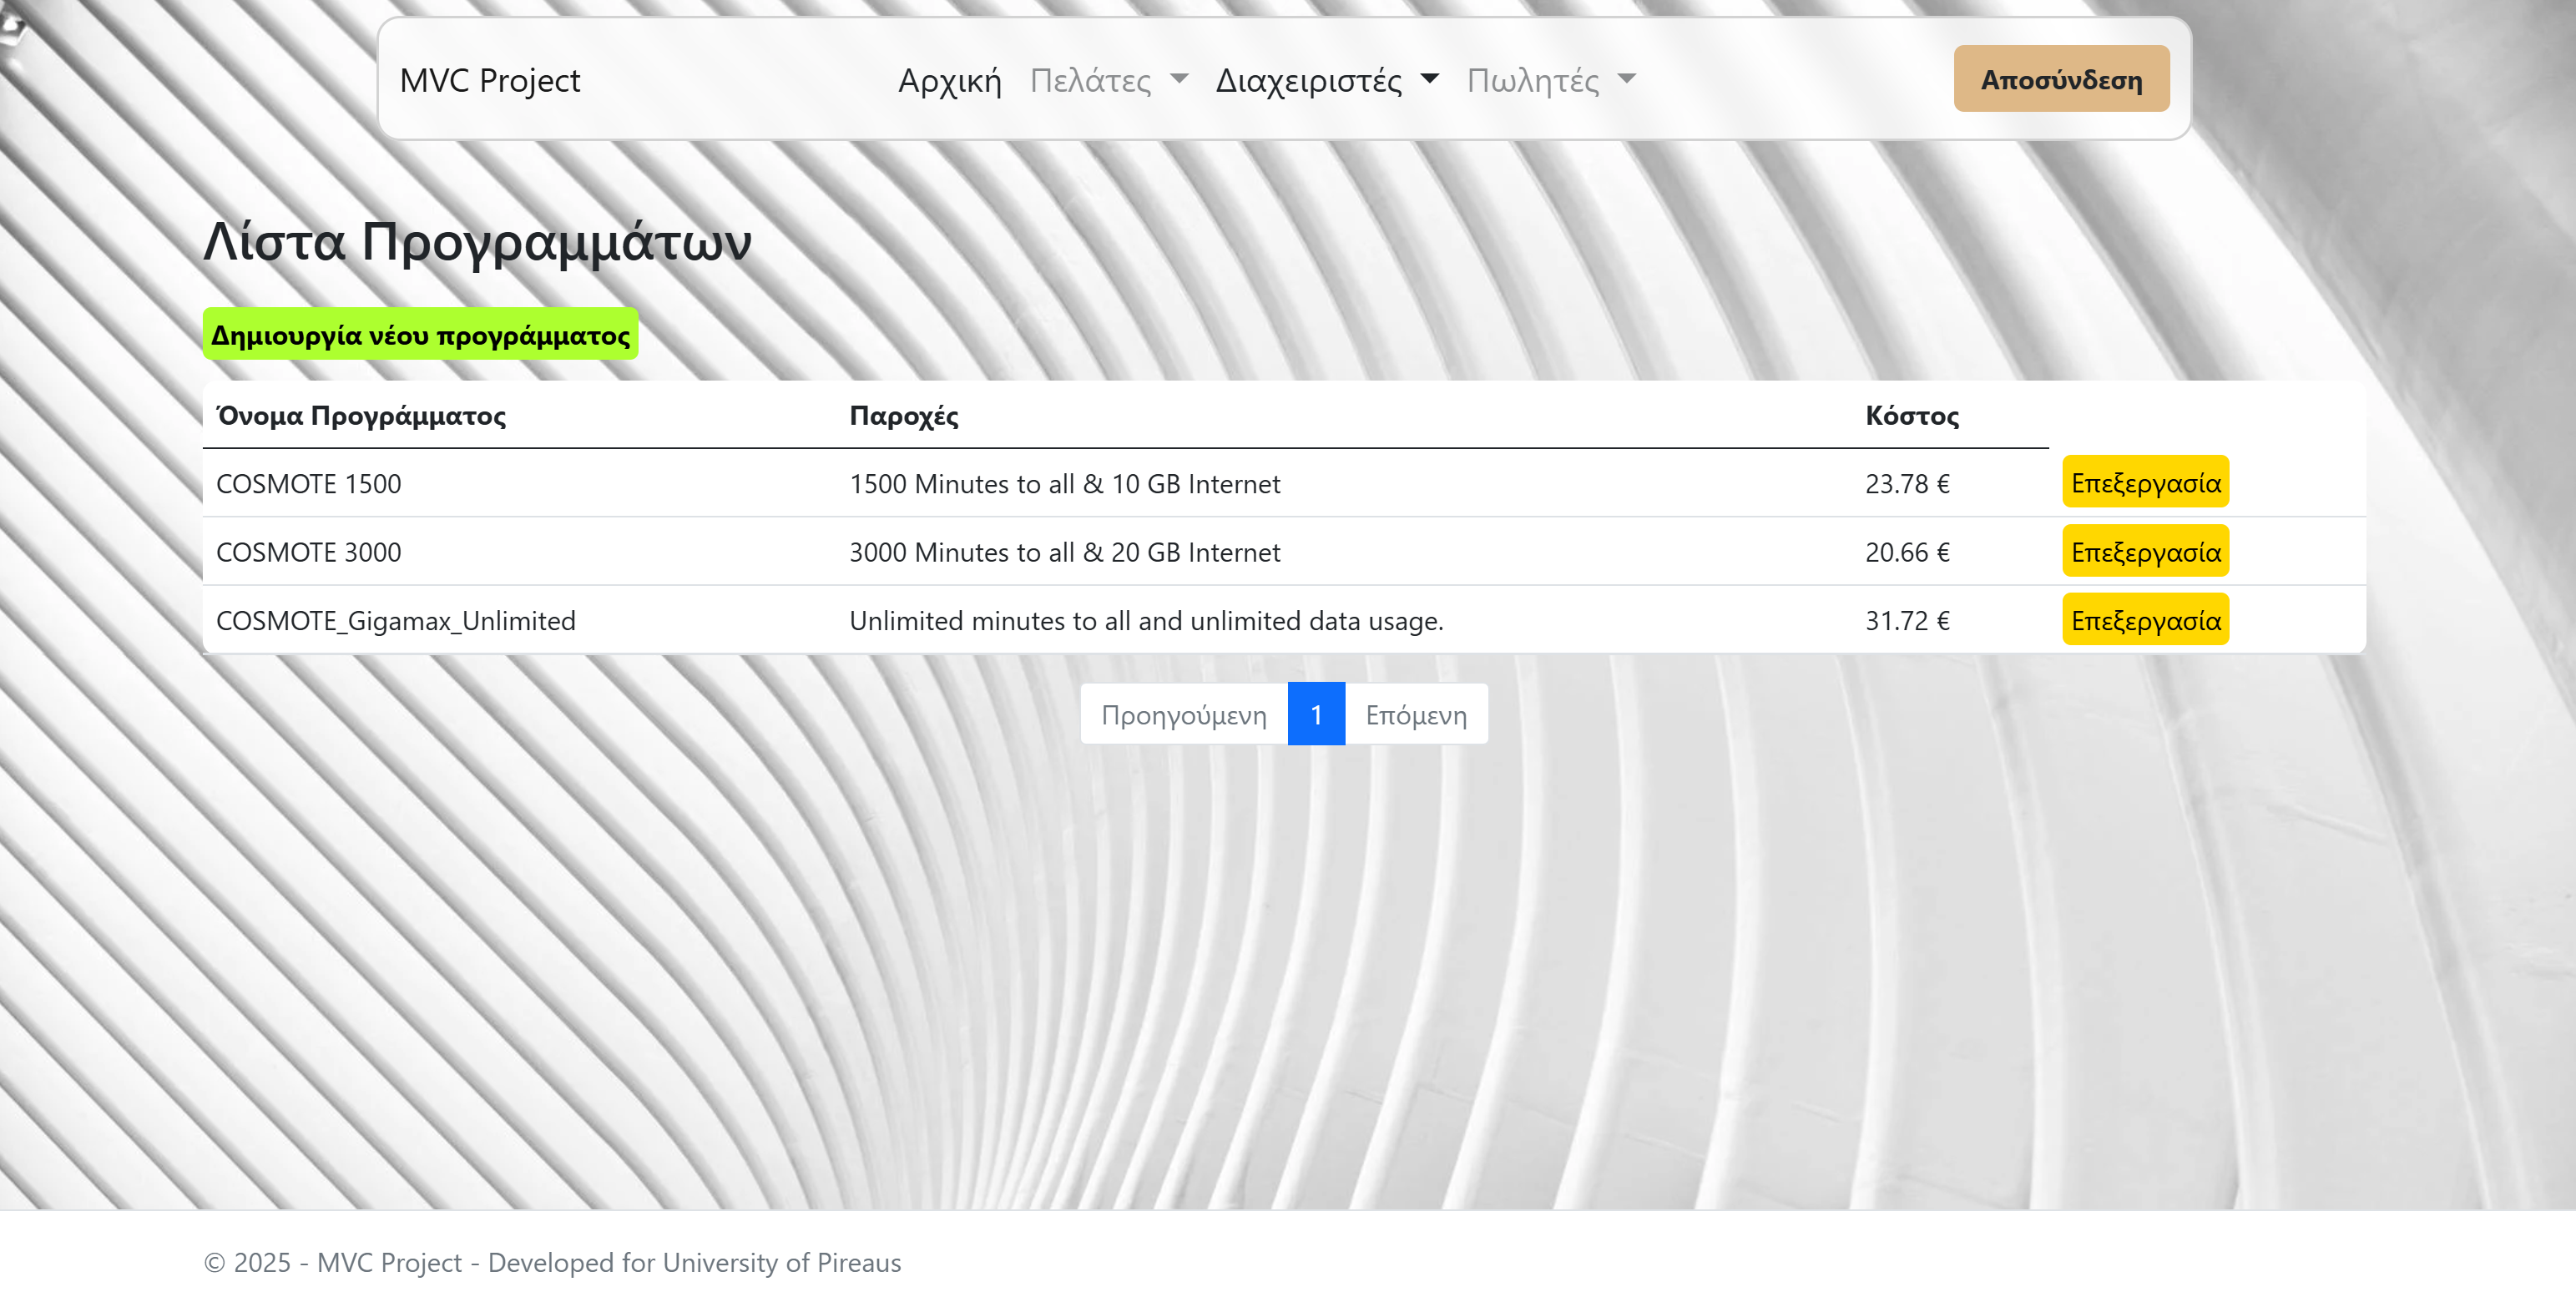 MVC Project Αρχική Πελάτες Διαχειριστές Πωλητές Αποσύνδεση
Λίστα Προγραμμάτων
Δημιουργία νέου προγράμματος
Όνομα Προγράμματος Παροχές Κόστος
COSMOTE 1500 1500 Minutes to all & 10 GB Internet 23.78 € Επεξεργασία
COSMOTE 3000 3000 Minutes to all & 20 GB Internet 20.66 € Επεξεργασία
COSMOTE_Gigamax_Unlimited Unlimited minutes to all and unlimited data usage. 31.72 € Επεξεργασία
Προηγούμενη 1 Επόμενη
© 2025 - MVC Project - Developed for University of Pireaus